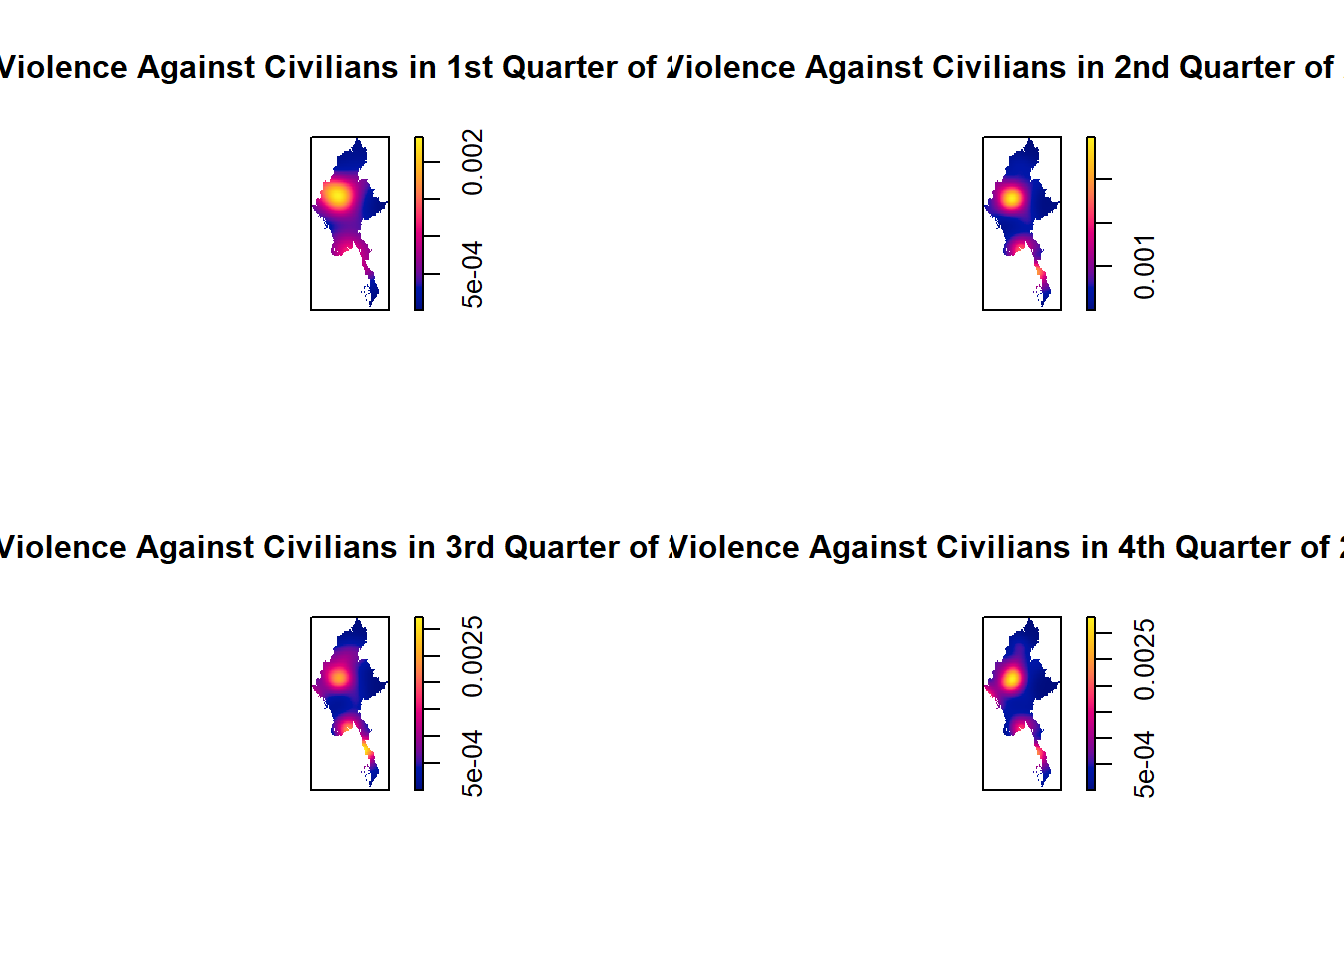 Violence Against Civilians in 1st Quarter of 2
Violence Against Civilians in 2nd Quarter of
0.002
5e-04
0.001
Violence Against Civilians in 3rd Quarter of
Violence Against Civilians in 4th Quarter of 2
0.0025
5e-04
0.0025
5e-04